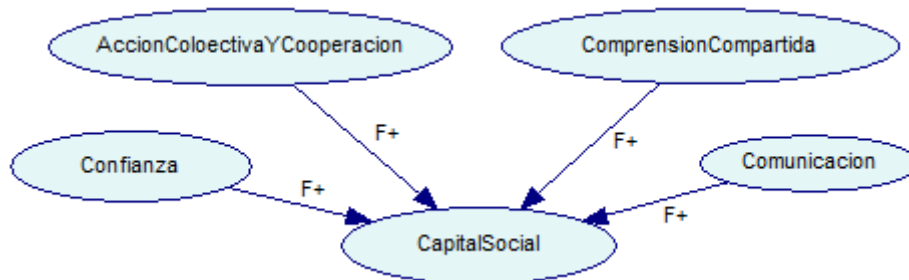 AccionColoectivaYCooperacion
ComprensionCompartida
F+
F+
Confianza
Comunicacion
F+
F+
CapitalSocial